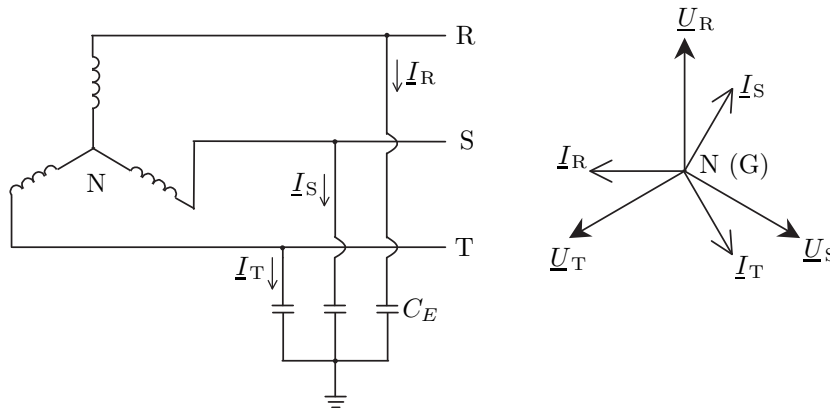 R
I_R
S
I_S
N
T
I_T
C_E
U_R
I_S
I_R
N (G)
U_T
I_T
U_S